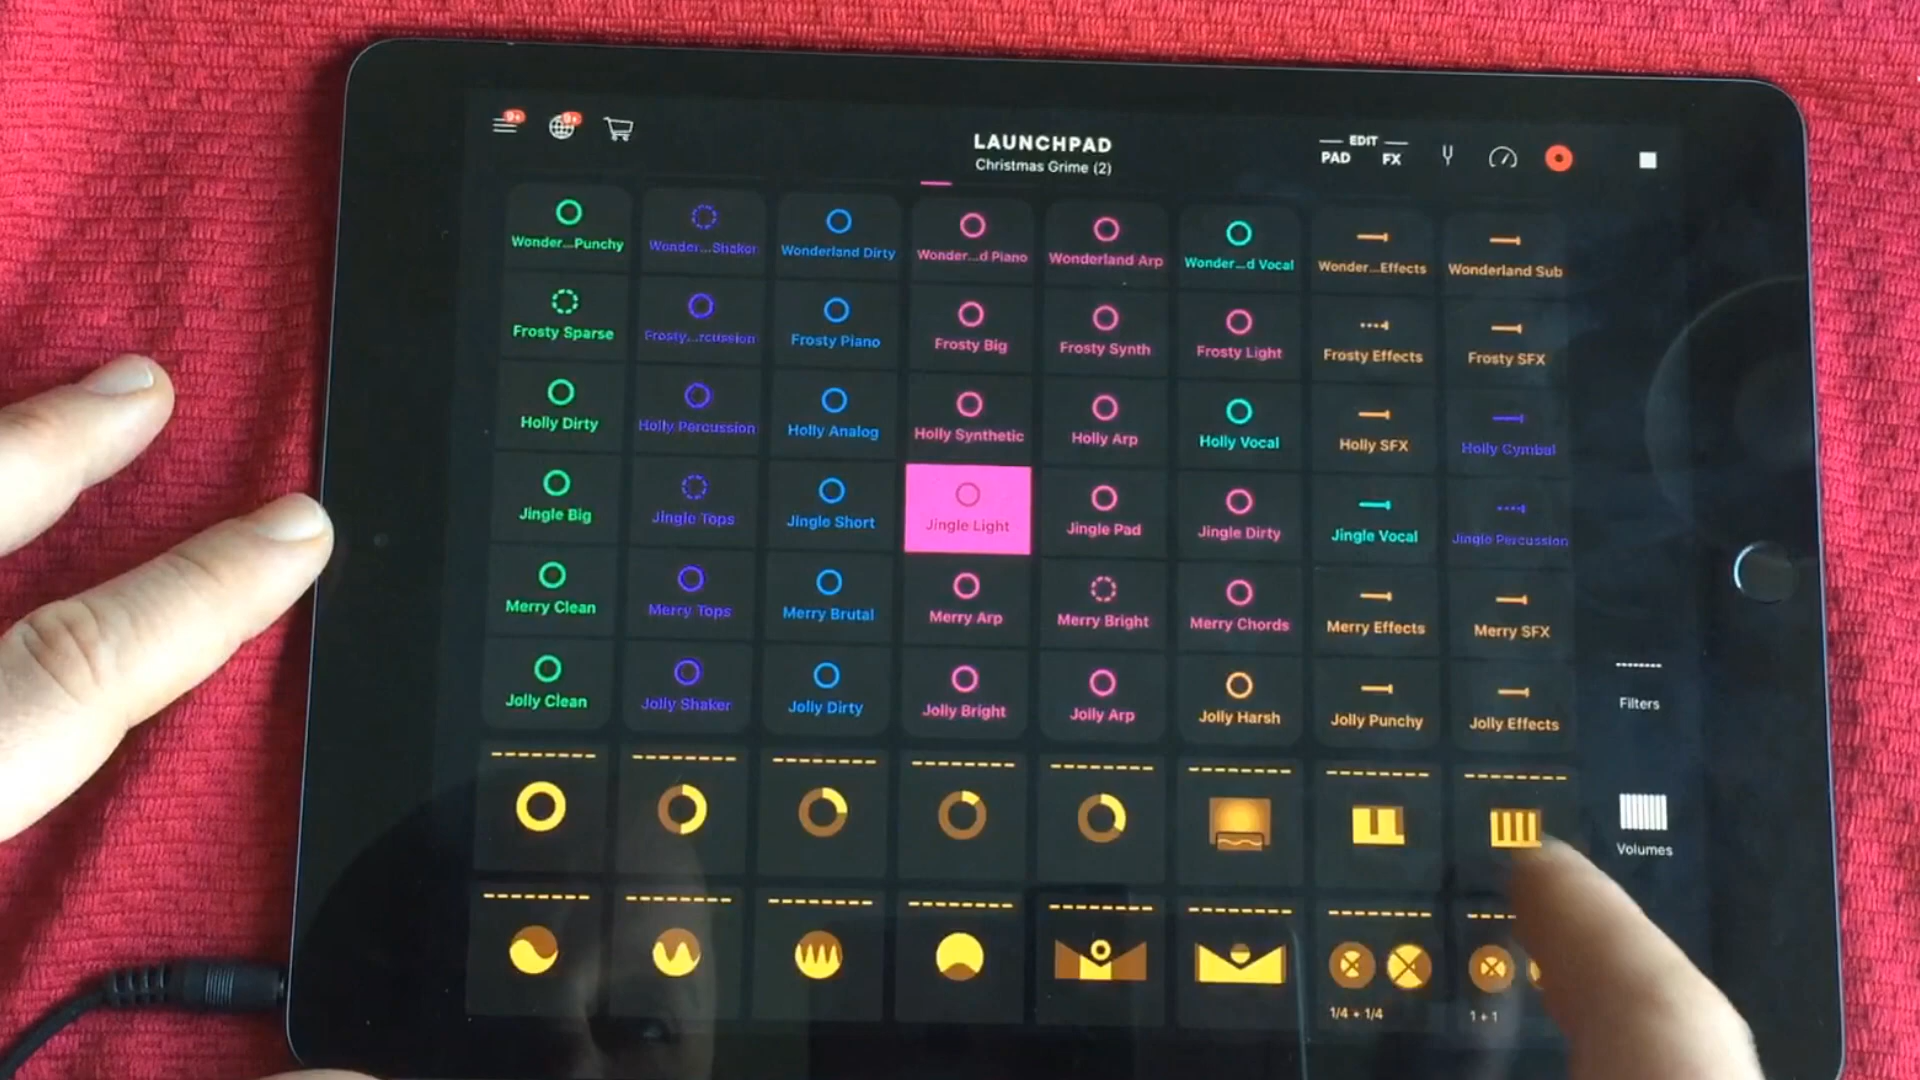 9+
9+
LAUNCHPAD
Christmas Grime (2)
EDIT
PAD FX
Wonder...Punchy Wonder...Shaker Wonderland Dirty Wonder...d Piano Wonderland Arp Wonder...d Vocal Wonder...Effects Wonderland Sub
Frosty Sparse Frosty...rcussion Frosty Piano Frosty Big Frosty Synth Frosty Light Frosty Effects Frosty SFX
Holly Dirty Holly Percussion Holly Analog Holly Synthetic Holly Arp Holly Vocal Holly SFX Holly Cymbal
Jingle Big Jingle Tops Jingle Short Jingle Light Jingle Pad Jingle Dirty Jingle Vocal Jingle Percussion
Merry Clean Merry Tops Merry Brutal Merry Arp Merry Bright Merry Chords Merry Effects Merry SFX
Jolly Clean Jolly Shaker Jolly Dirty Jolly Bright Jolly Arp Jolly Harsh Jolly Punchy Jolly Effects
Filters
Volumes
1/4 + 1/4 1 + 1